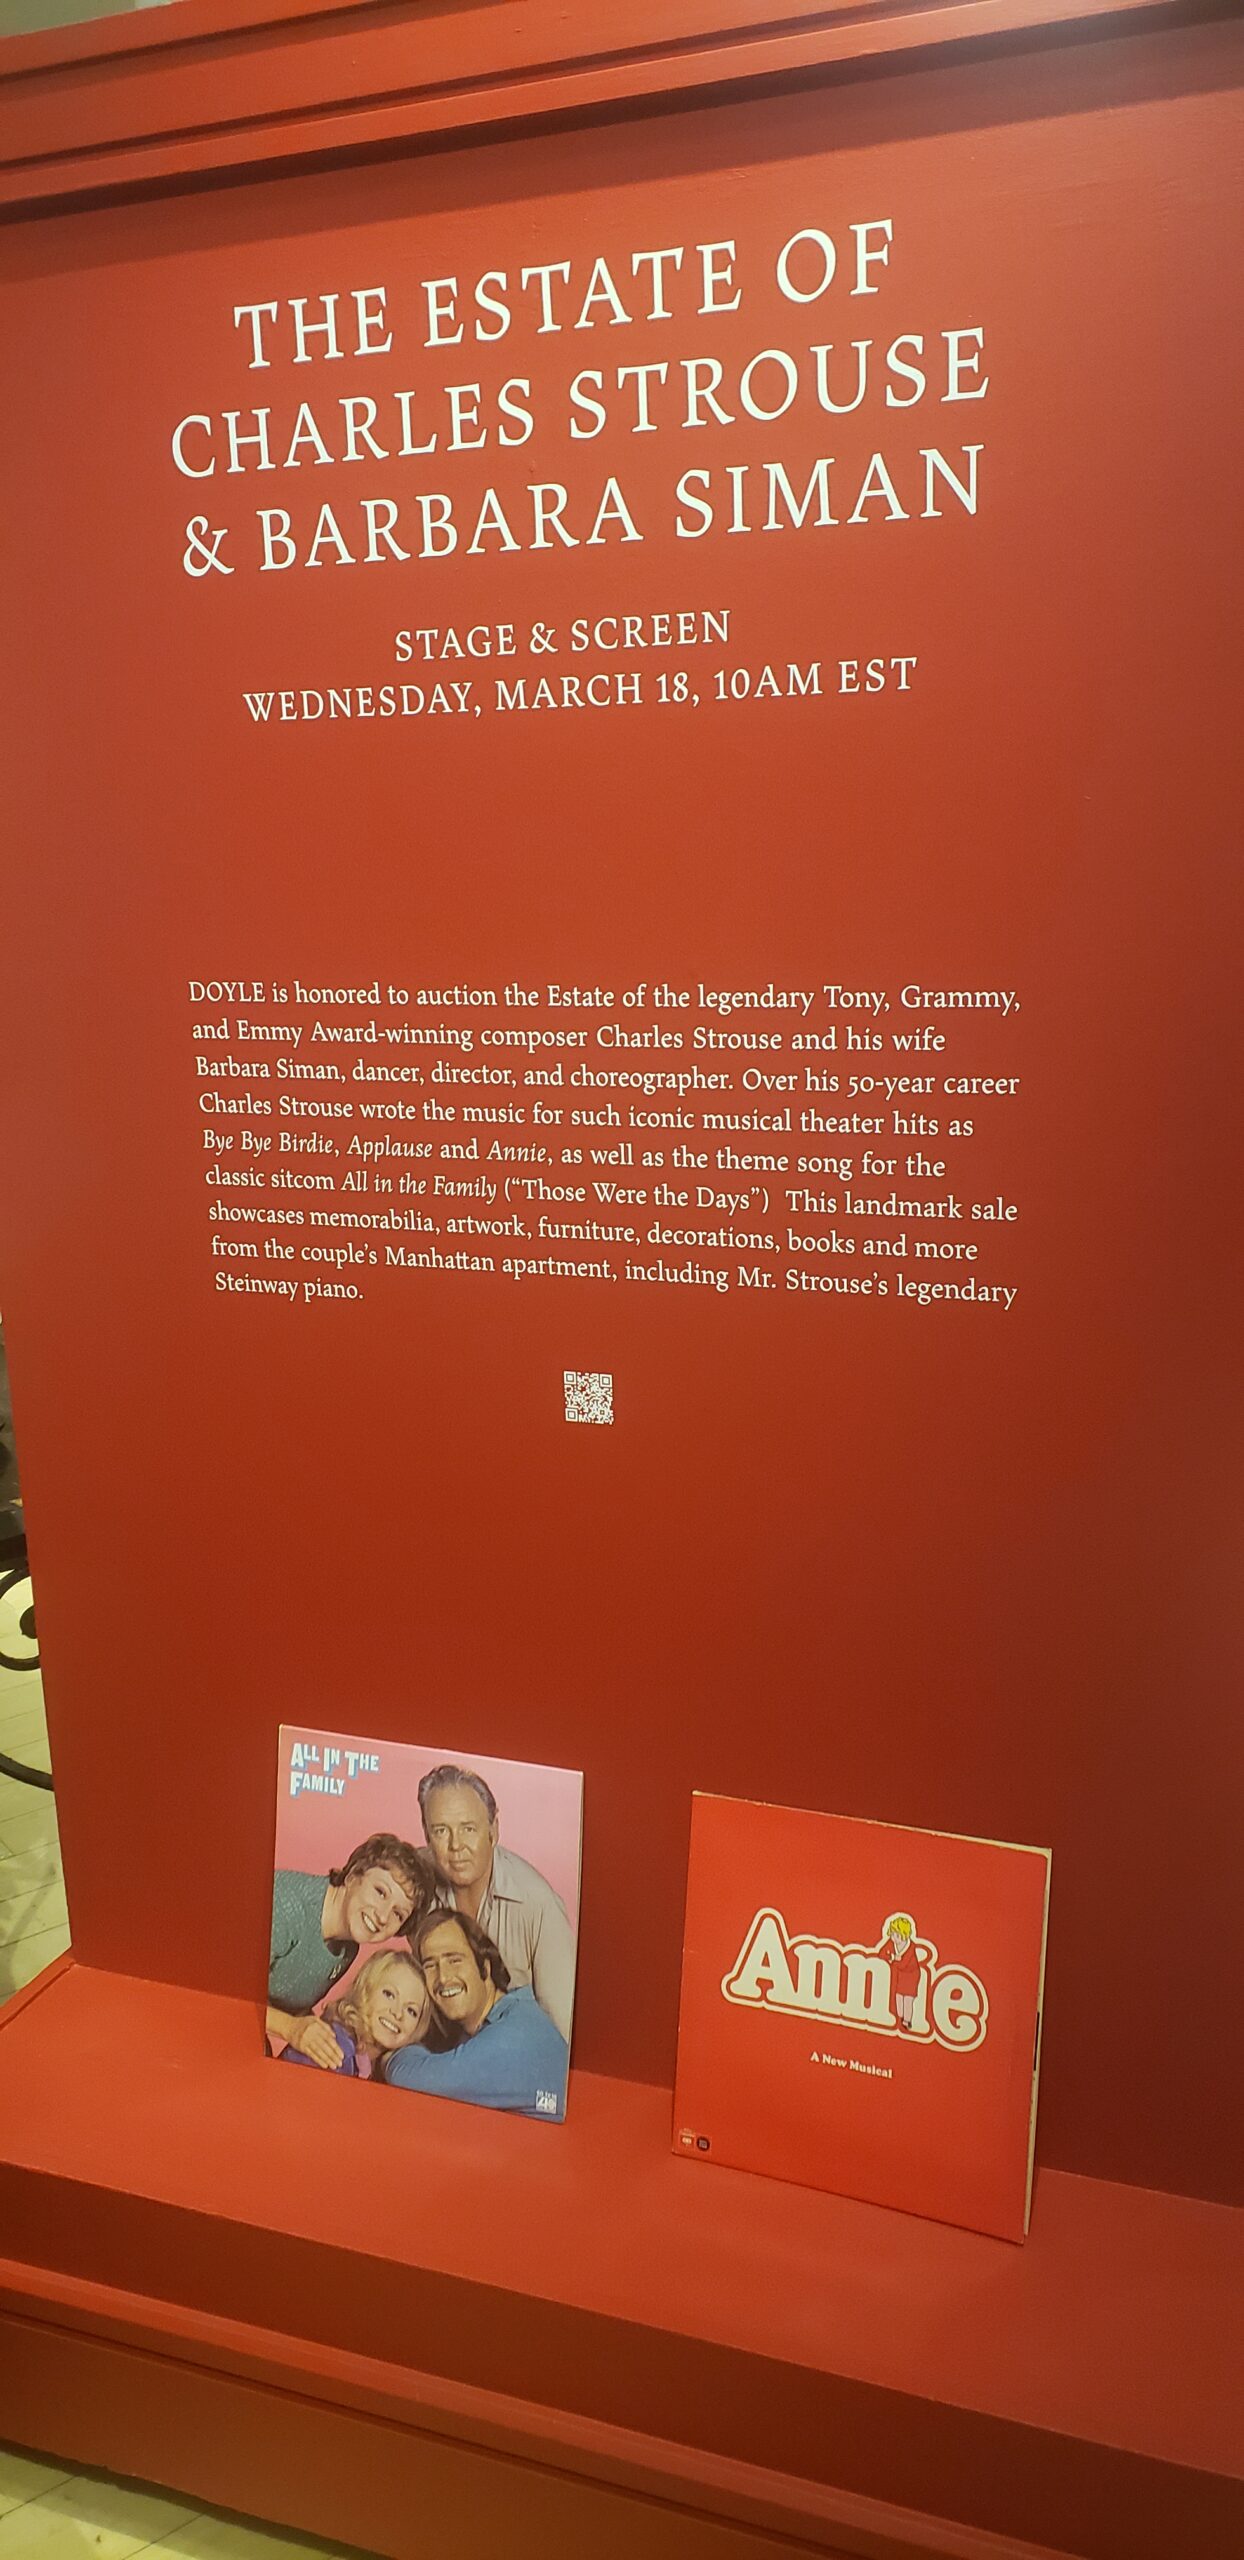 THE ESTATE OF
CHARLES STROUSE
& BARBARA SIMAN
STAGE & SCREEN
WEDNESDAY, MARCH 18, 10AM EST
DOYLE is honored to auction the Estate of the legendary Tony, Grammy,
and Emmy Award-winning composer Charles Strouse and his wife
Barbara Siman, dancer, director, and choreographer. Over his 50-year career
Charles Strouse wrote the music for such iconic musical theater hits as
Bye Bye Birdie, Applause and Annie, as well as the theme song for the
classic sitcom All in the Family (“Those Were the Days”) This landmark sale
showcases memorabilia, artwork, furniture, decorations, books and more
from the couple’s Manhattan apartment, including Mr. Strouse’s legendary
Steinway piano.
ALL IN THE
FAMILY
Annie
A New Musical